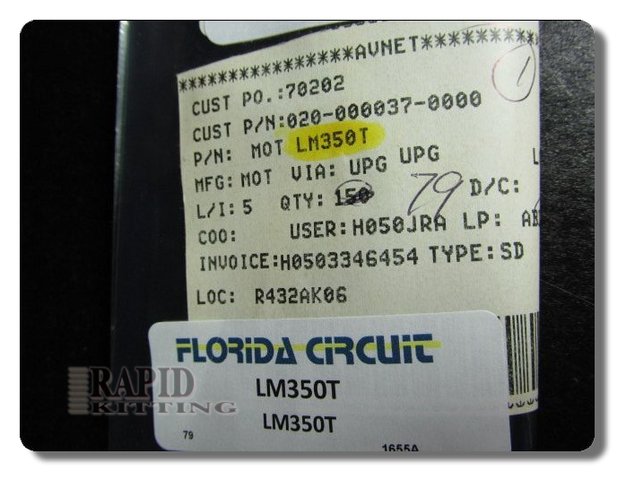 ********************AVNET**********
1
CUST PO.:70202
CUST P/N:020-000037-0000
P/N: MOT LM350T
MFG: MOT VIA: UPG UPG
L/I: 5 QTY: 150 79 D/C:
COO: USER: H050JRA LP:
INVOICE:H0503346454 TYPE: SD
LOC: R432AK06
FLORIDA CIRCUIT
LM350T
LM350T
79 1655A
RAPID
KITTING